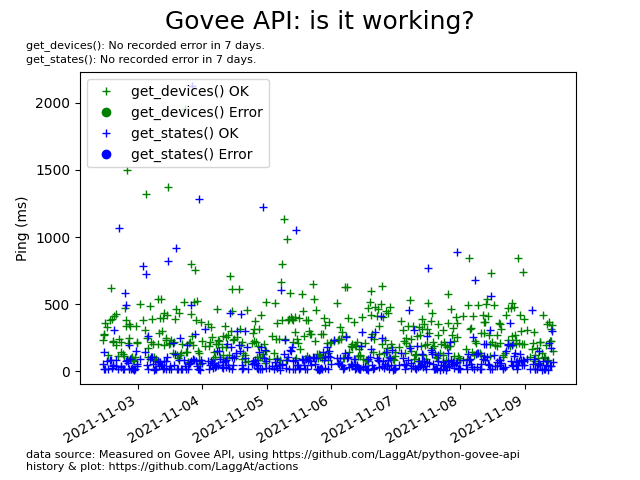 Govee API: is it working?
get_devices(): No recorded error in 7 days.
get_states(): No recorded error in 7 days.
get_devices() OK
get_devices() Error
get_states() OK
get_states() Error
Ping (ms)
2000
1500
1000
500
0
2021-11-03
2021-11-04
2021-11-05
2021-11-06
2021-11-07
2021-11-08
2021-11-09
data source: Measured on Govee API, using https://github.com/LaggAt/python-govee-api
history & plot: https://github.com/LaggAt/actions